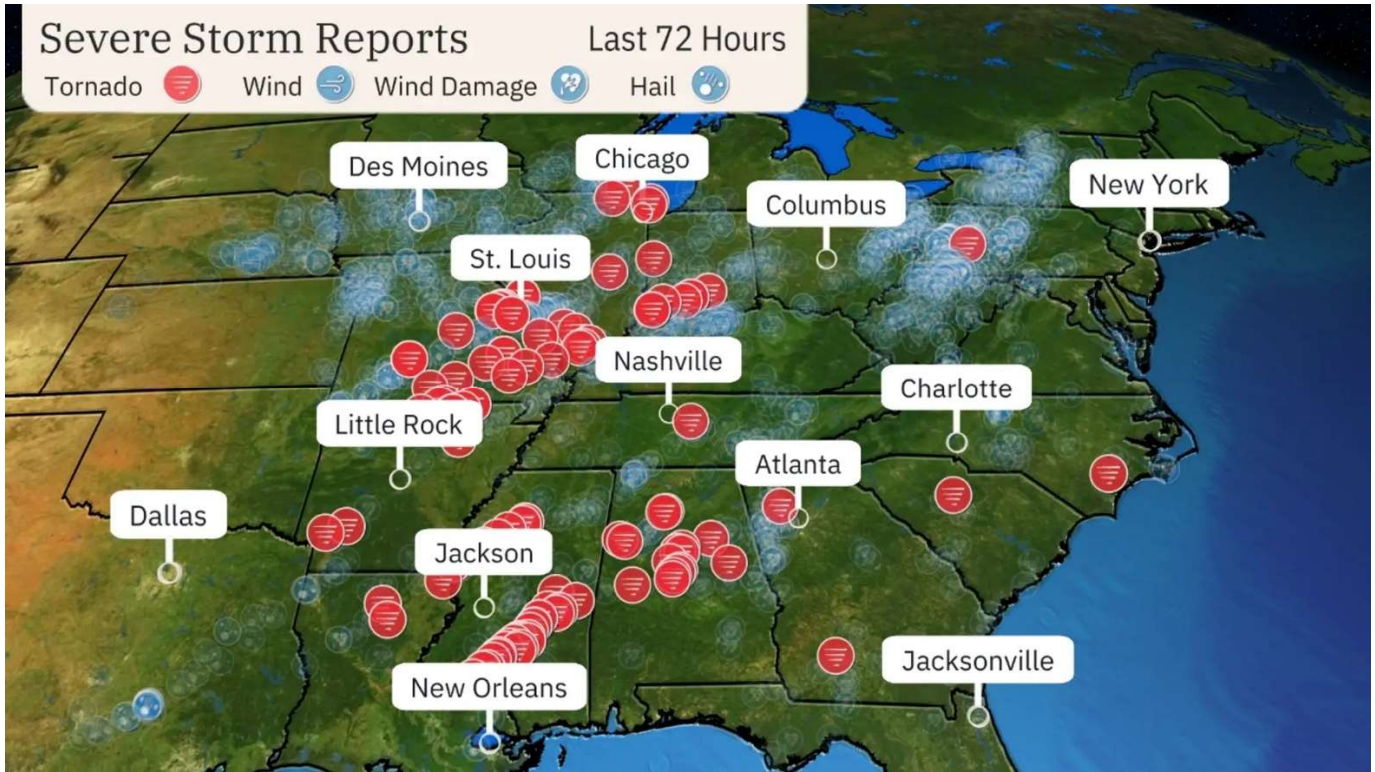 Severe Storm Reports Last 72 Hours
Tornado Wind Wind Damage Hail
Des Moines
Chicago
New York
Columbus
St. Louis
Nashville
Charlotte
Little Rock
Atlanta
Dallas
Jackson
Jacksonville
New Orleans